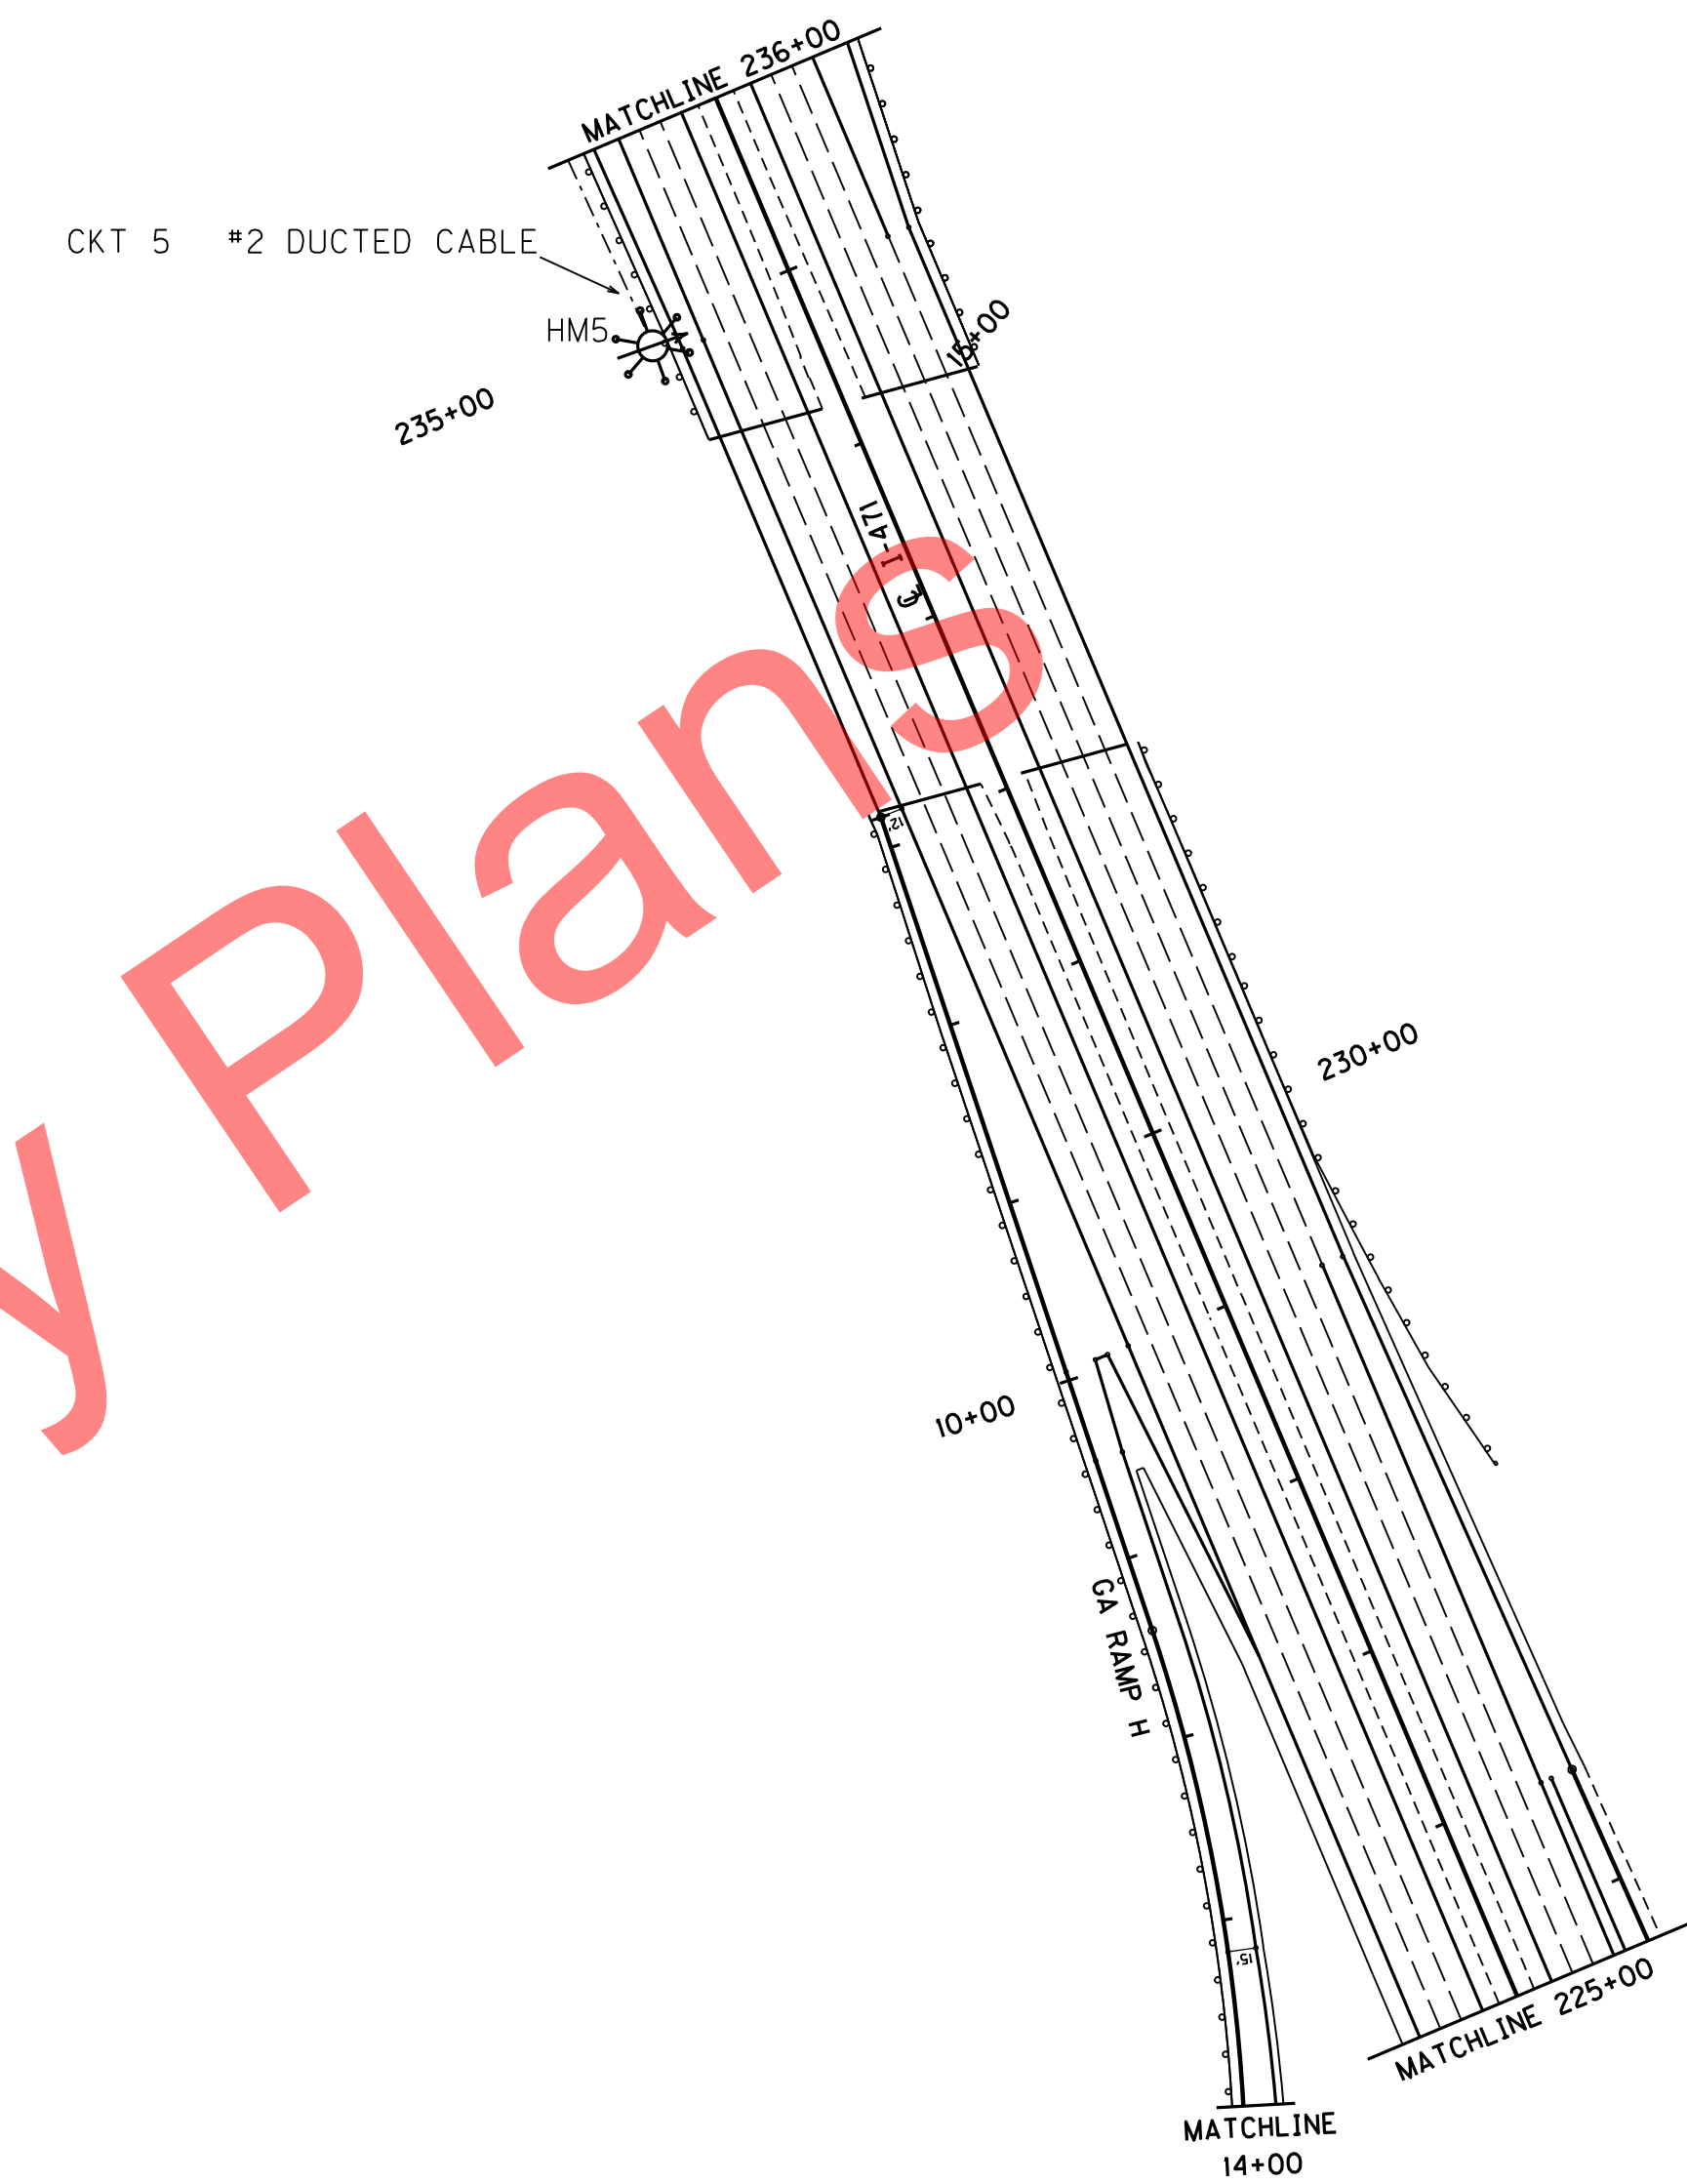 MATCHLINE 236+00
CKT 5 #2 DUCTED CABLE
HM5
15+00
235+00
I-471
℄
y Plans
12'
230+00
10+00
GA RAMP H
15'
MATCHLINE 225+00
MATCHLINE
14+00